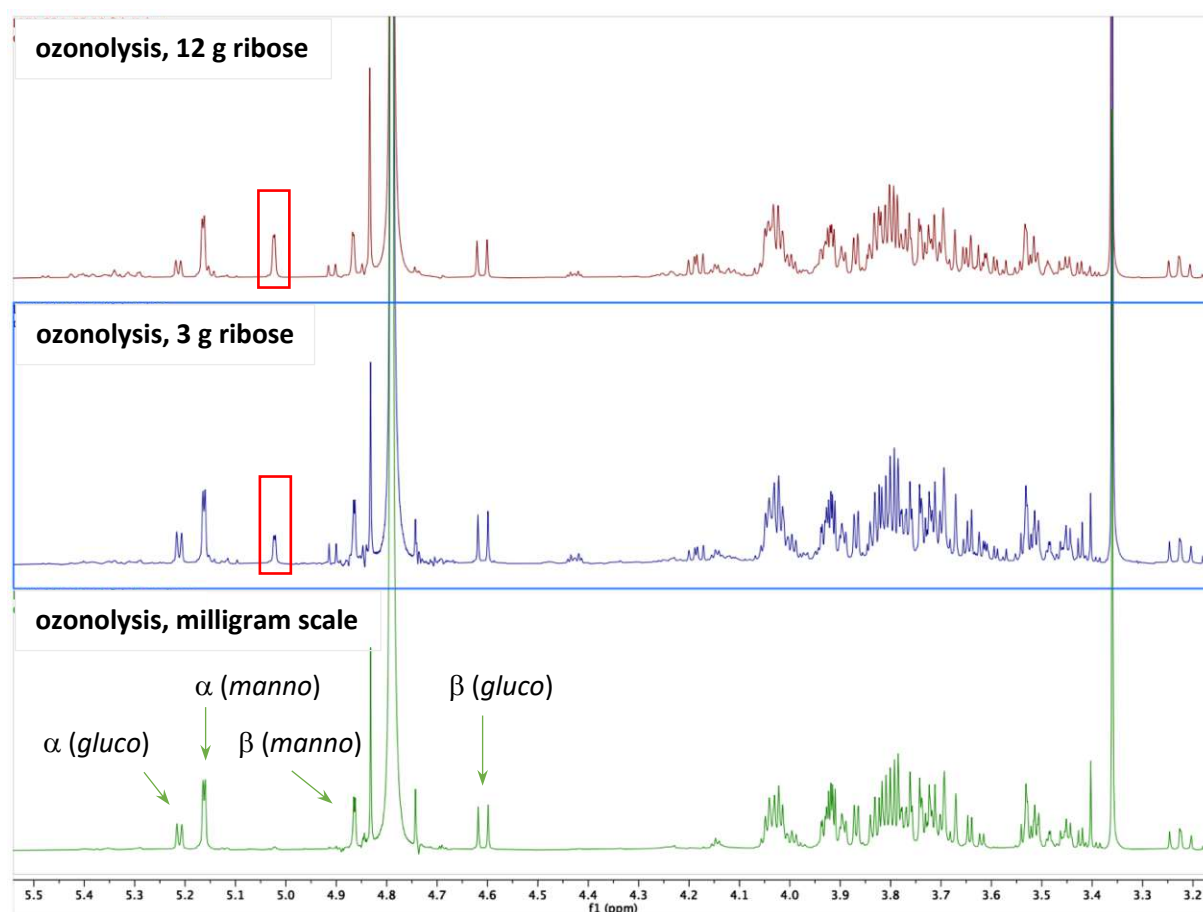 ozonolysis, 12 g ribose
ozonolysis, 3 g ribose
ozonolysis, milligram scale
α (manno)
β (gluco)
α (gluco)
β (manno)
5.5 5.4 5.3 5.2 5.1 5.0 4.9 4.8 4.7 4.6 4.5 4.4 4.3 4.2 4.1 4.0 3.9 3.8 3.7 3.6 3.5 3.4 3.3 3.2
f1 (ppm)